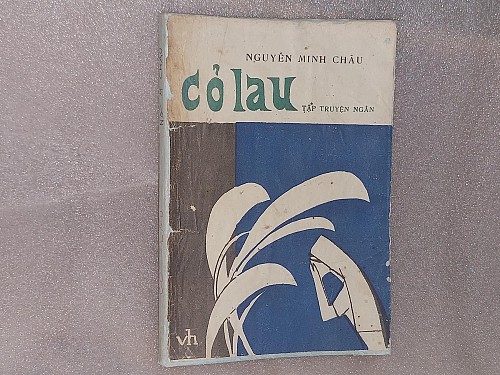 NGUYỄN MINH CHÂU
cỏ lau
TẬP TRUYỆN NGẮN
vh